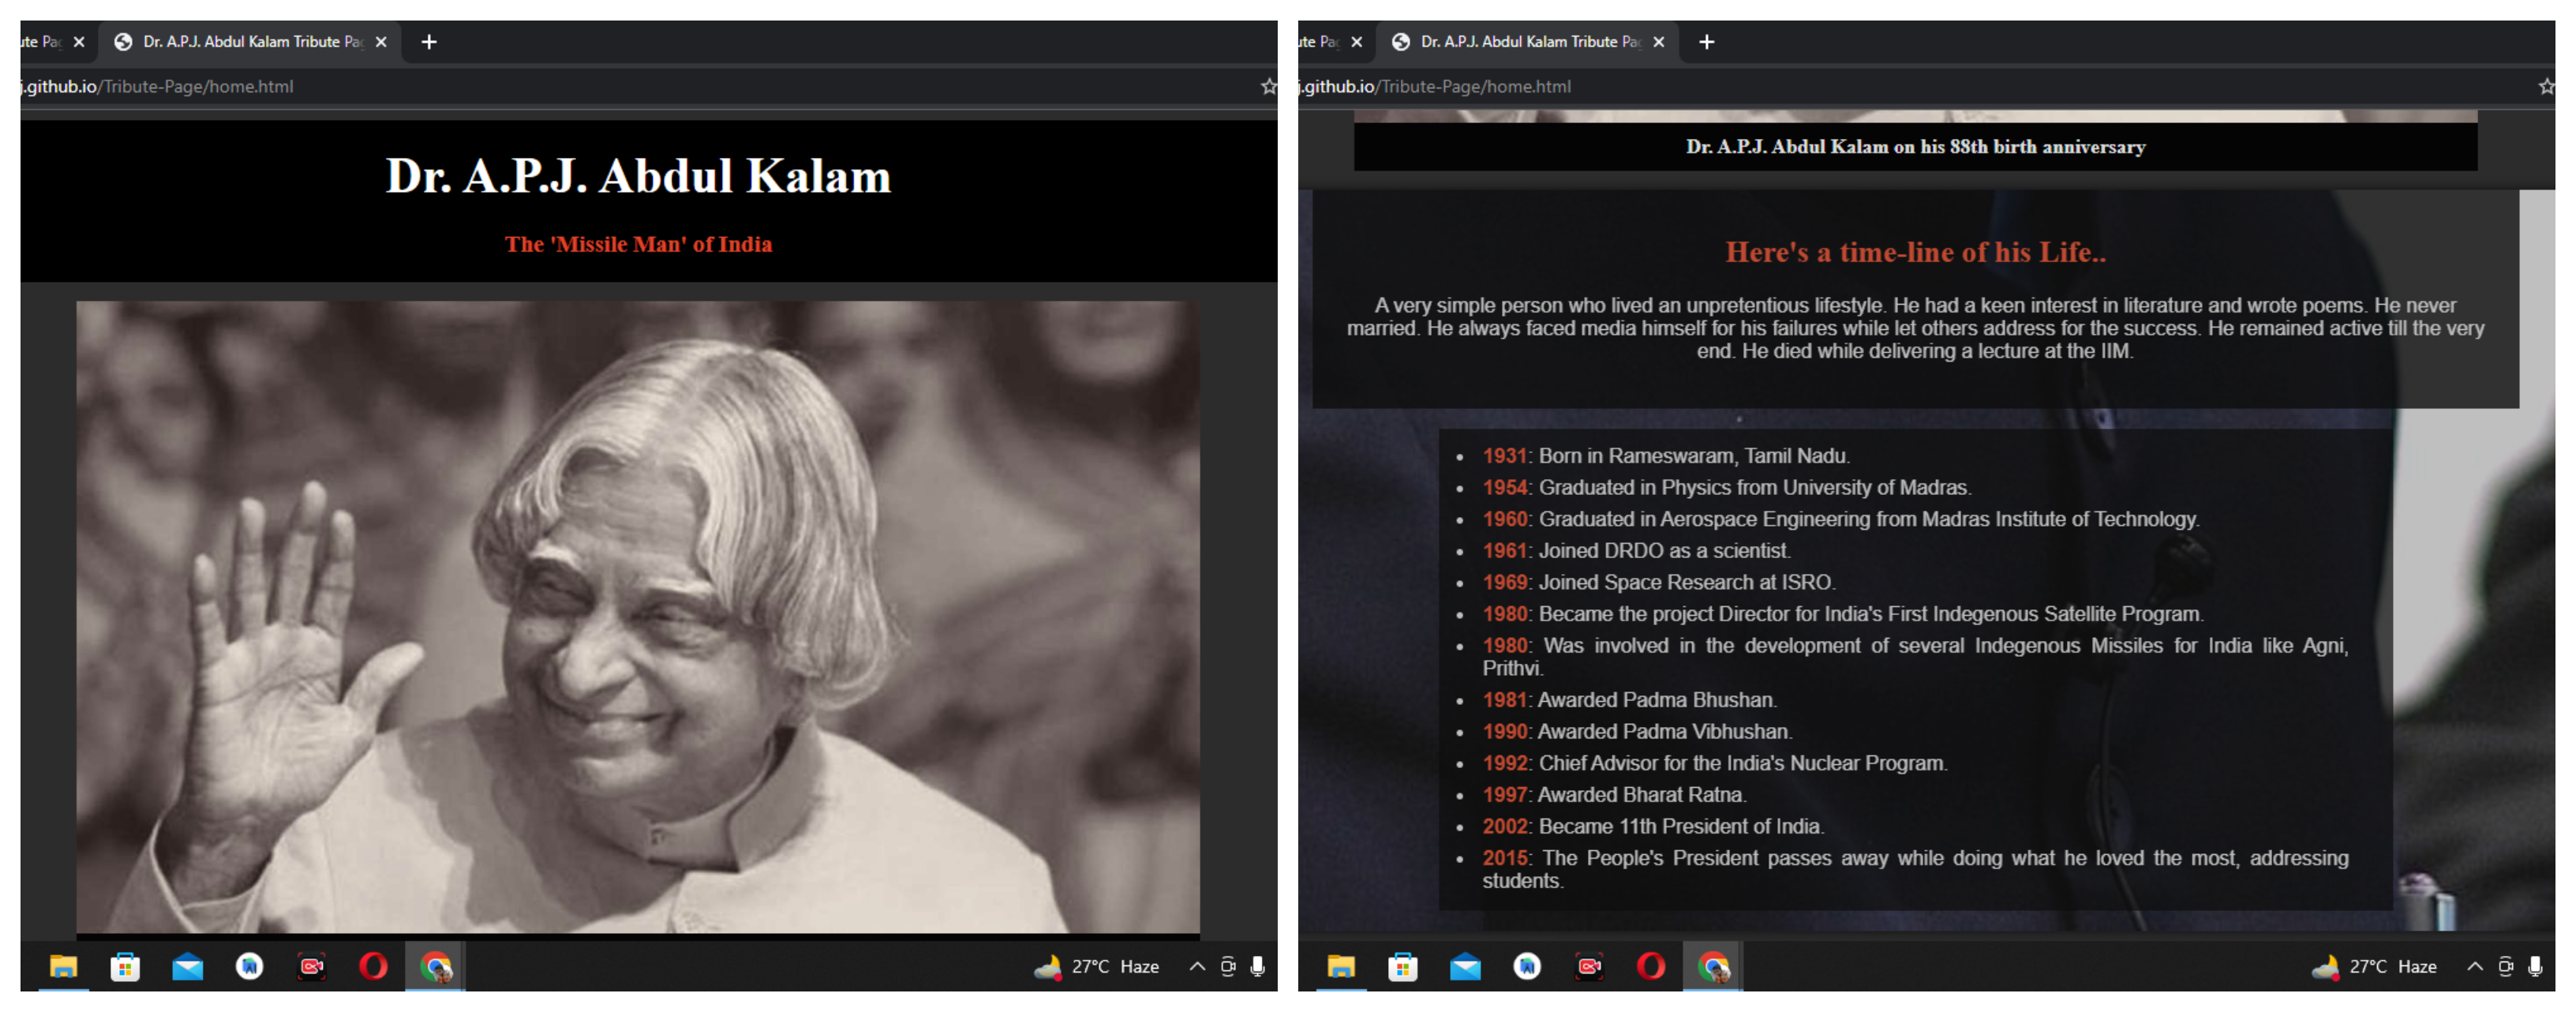 ute Pa
Dr. A.P.J. Abdul Kalam Tribute Pa
j.github.io/Tribute-Page/home.html
Dr. A.P.J. Abdul Kalam
The 'Missile Man' of India
27°C Haze
ute Pa
Dr. A.P.J. Abdul Kalam Tribute Pa
j.github.io/Tribute-Page/home.html
Dr. A.P.J. Abdul Kalam on his 88th birth anniversary
Here's a time-line of his Life..
A very simple person who lived an unpretentious lifestyle. He had a keen interest in literature and wrote poems. He never
married. He always faced media himself for his failures while let others address for the success. He remained active till the very
end. He died while delivering a lecture at the IIM.
• 1931: Born in Rameswaram, Tamil Nadu.
• 1954: Graduated in Physics from University of Madras.
• 1960: Graduated in Aerospace Engineering from Madras Institute of Technology.
• 1961: Joined DRDO as a scientist.
• 1969: Joined Space Research at ISRO.
• 1980: Became the project Director for India's First Indegenous Satellite Program.
• 1980: Was involved in the development of several Indegenous Missiles for India like Agni,
Prithvi.
• 1981: Awarded Padma Bhushan.
• 1990: Awarded Padma Vibhushan.
• 1992: Chief Advisor for the India's Nuclear Program.
• 1997: Awarded Bharat Ratna.
• 2002: Became 11th President of India.
• 2015: The People's President passes away while doing what he loved the most, addressing
students.
27°C Haze